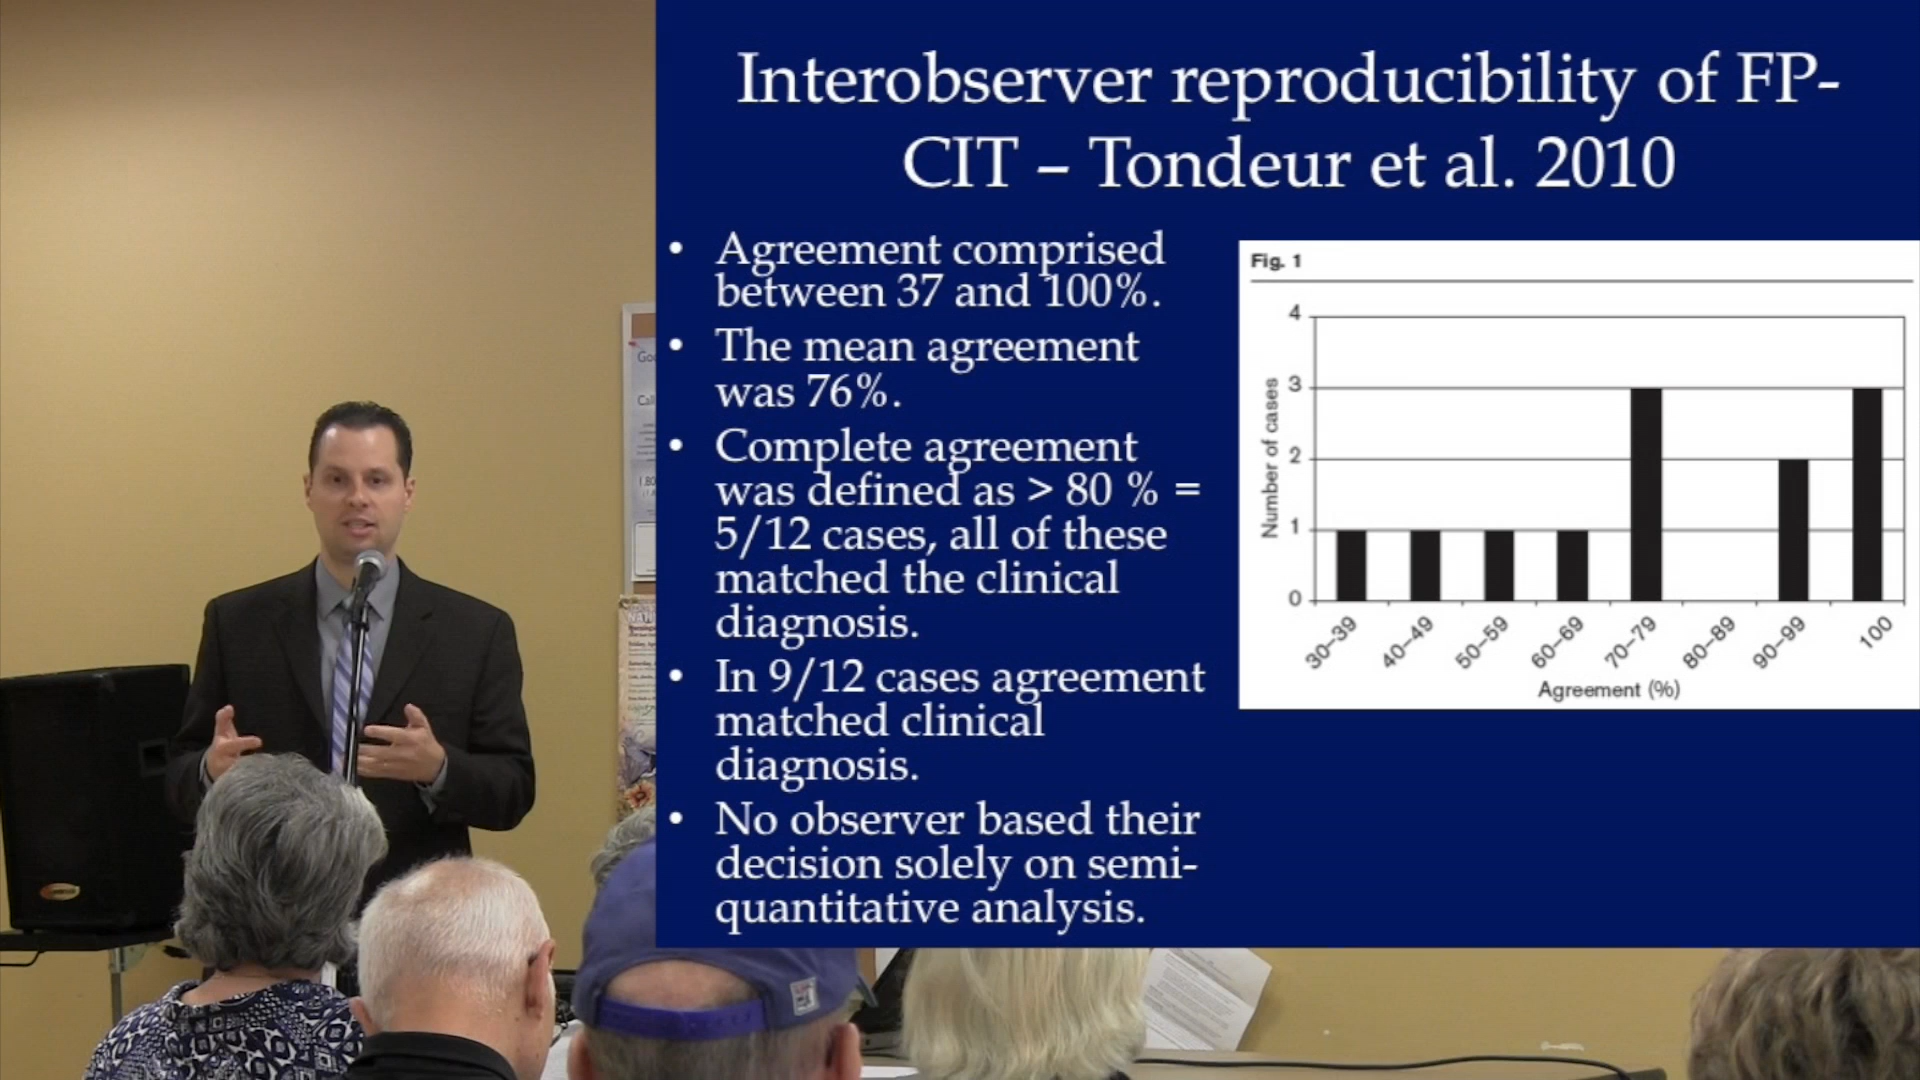 Interobserver reproducibility of FP-
CIT – Tondeur et al. 2010
• Agreement comprised
between 37 and 100%.
• The mean agreement
was 76%.
• Complete agreement
was defined as > 80 % =
5/12 cases, all of these
matched the clinical
diagnosis.
• In 9/12 cases agreement
matched clinical
diagnosis.
• No observer based their
decision solely on semi-
quantitative analysis.
Fig. 1
Number of cases
4
3
2
1
0
30–39
40–49
50–59
60–69
70–79
80–89
90–99
100
Agreement (%)